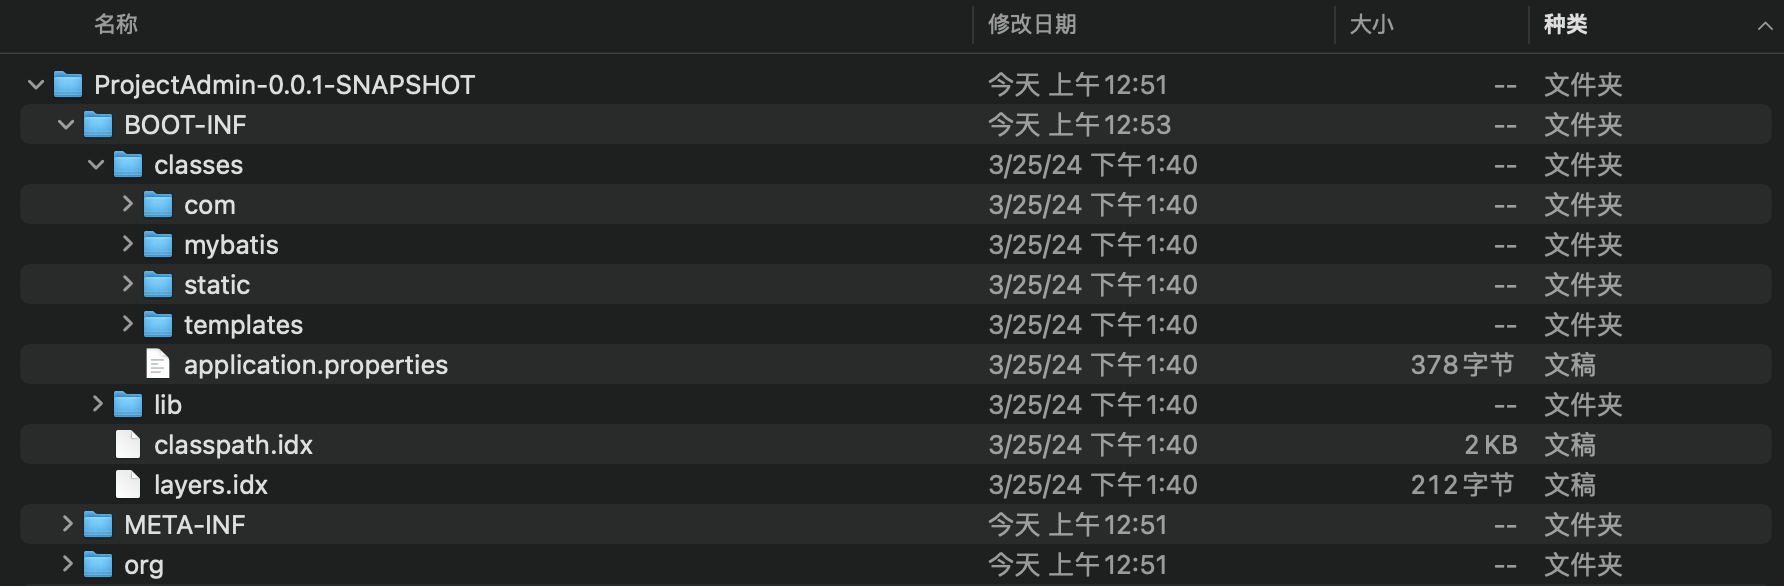 名称 修改日期 大小 种类
ProjectAdmin-0.0.1-SNAPSHOT 今天 上午12:51 -- 文件夹
BOOT-INF 今天 上午12:53 -- 文件夹
classes 3/25/24 下午1:40 -- 文件夹
com 3/25/24 下午1:40 -- 文件夹
mybatis 3/25/24 下午1:40 -- 文件夹
static 3/25/24 下午1:40 -- 文件夹
templates 3/25/24 下午1:40 -- 文件夹
application.properties 3/25/24 下午1:40 378字节 文稿
lib 3/25/24 下午1:40 -- 文件夹
classpath.idx 3/25/24 下午1:40 2 KB 文稿
layers.idx 3/25/24 下午1:40 212字节 文稿
META-INF 今天 上午12:51 -- 文件夹
org 今天 上午12:51 -- 文件夹